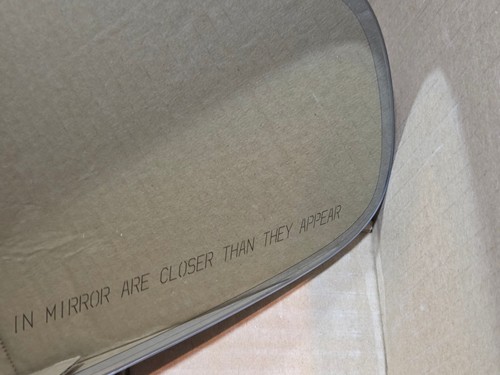 IN MIRROR ARE CLOSER THAN THEY APPEAR